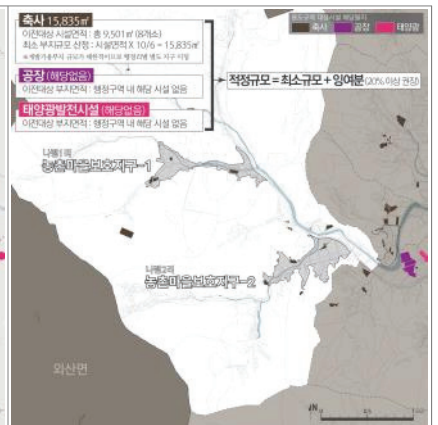 축사 15,835㎡
이전대상 시설면적 : 총 9,501㎡ (8개소)
최소 부지규모 산정 : 시설면적 X 10/6 = 15,835㎡
공장 (해당없음)
이전대상 부지면적 : 행정구역 내 해당 시설 없음
태양광발전시설 (해당없음)
이전대상 부지면적 : 행정구역 내 해당 시설 없음
적정규모 = 최소규모 + 잉여분 (20% 이상 권장)
축사 공장 태양광
농촌마을보호지구-1
농촌마을보호지구-2
외산면
N